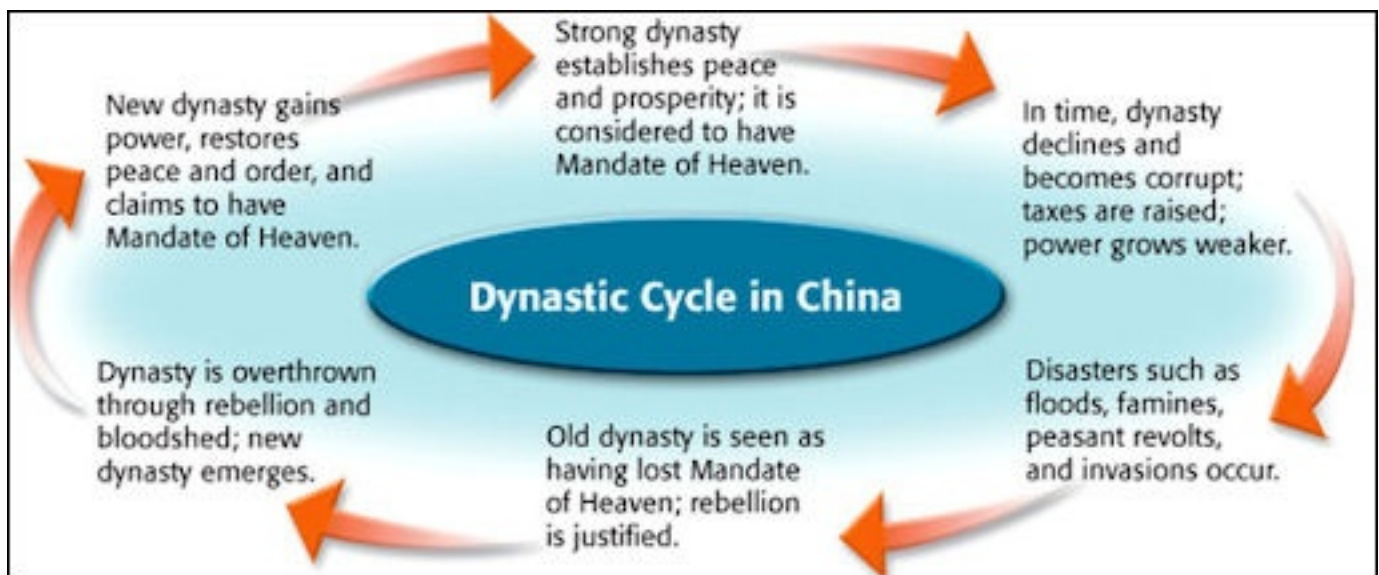 Dynastic Cycle in China
New dynasty gains
power, restores
peace and order, and
claims to have
Mandate of Heaven.
Strong dynasty
establishes peace
and prosperity; it is
considered to have
Mandate of Heaven.
In time, dynasty
declines and
becomes corrupt;
taxes are raised;
power grows weaker.
Disasters such as
floods, famines,
peasant revolts,
and invasions occur.
Old dynasty is seen as
having lost Mandate
of Heaven; rebellion
is justified.
Dynasty is overthrown
through rebellion and
bloodshed; new
dynasty emerges.